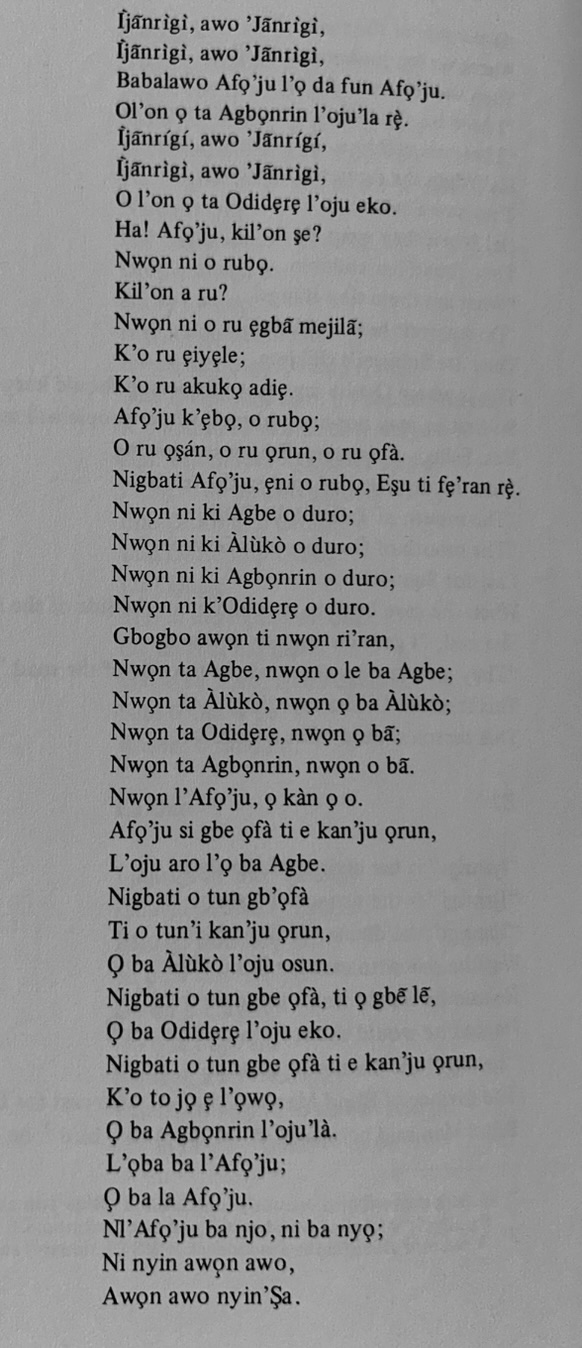 Ìjãnrìgì, awo ’Jãnrìgì,
Ìjãnrìgì, awo ’Jãnrìgì,
Babalawo Afọ’ju l’ọ da fun Afọ’ju.
Ol’on ọ ta Agbọnrin l’oju’la rẹ̀.
Ìjãnrígí, awo ’Jãnrígí,
Ìjãnrìgì, awo ’Jãnrìgì,
O l’on ọ ta Odidẹrẹ l’oju eko.
Ha! Afọ’ju, kil’on ṣe?
Nwọn ni o rubọ.
Kil’on a ru?
Nwọn ni o ru ẹgbã mejilã;
K’o ru ẹiyẹle;
K’o ru akukọ adiẹ.
Afọ’ju k’ẹbọ, o rubọ;
O ru ọṣán, o ru ọrun, o ru ọfà.
Nigbati Afọ’ju, ẹni o rubọ, Eṣu ti fẹ’ran rẹ̀.
Nwọn ni ki Agbe o duro;
Nwọn ni ki Àlùkò o duro;
Nwọn ni ki Agbọnrin o duro;
Nwọn ni k’Odidẹrẹ o duro.
Gbogbo awọn ti nwọn ri’ran,
Nwọn ta Agbe, nwọn o le ba Agbe;
Nwọn ta Àlùkò, nwọn ọ ba Àlùkò;
Nwọn ta Odidẹrẹ, nwọn ọ bã;
Nwọn ta Agbọnrin, nwọn o bã.
Nwọn l’Afọ’ju, ọ kàn ọ o.
Afọ’ju si gbe ọfà ti e kan’ju ọrun,
L’oju aro l’ọ ba Agbe.
Nigbati o tun gb’ọfà
Ti o tun’i kan’ju ọrun,
Ọ ba Àlùkò l’oju osun.
Nigbati o tun gbe ọfà, ti ọ gbẽ lẽ,
Ọ ba Odidẹrẹ l’oju eko.
Nigbati o tun gbe ọfà ti e kan’ju ọrun,
K’o to jọ ẹ l’ọwọ,
Ọ ba Agbọnrin l’oju’là.
L’ọba ba l’Afọ’ju;
Ọ ba la Afọ’ju.
Nl’Afọ’ju ba njo, ni ba nyọ;
Ni nyin awọn awo,
Awọn awo nyin’Ṣa.